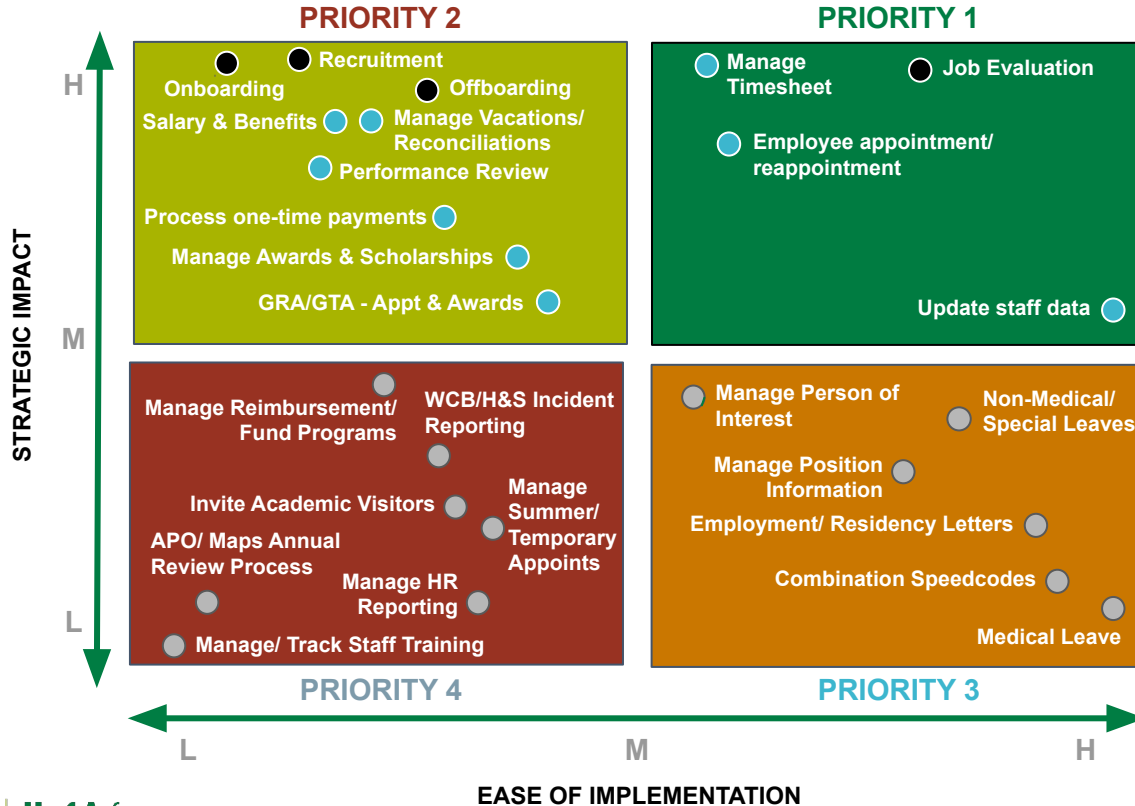 PRIORITY 2
PRIORITY 1
H
Onboarding
Recruitment
Offboarding
Salary & Benefits
Manage Vacations/
Reconciliations
Performance Review
Process one-time payments
Manage Awards & Scholarships
GRA/GTA - Appt & Awards
Manage
Timesheet
Job Evaluation
Employee appointment/
reappointment
Update staff data
STRATEGIC IMPACT
M
Manage Reimbursement/
Fund Programs
WCB/H&S Incident
Reporting
Invite Academic Visitors
Manage
Summer/
Temporary
Appoints
APO/ Maps Annual
Review Process
Manage HR
Reporting
Manage/ Track Staff Training
Manage Person of
Interest
Non-Medical/
Special Leaves
Manage Position
Information
Employment/ Residency Letters
Combination Speedcodes
Medical Leave
L
PRIORITY 4
PRIORITY 3
L
M
H
EASE OF IMPLEMENTATION